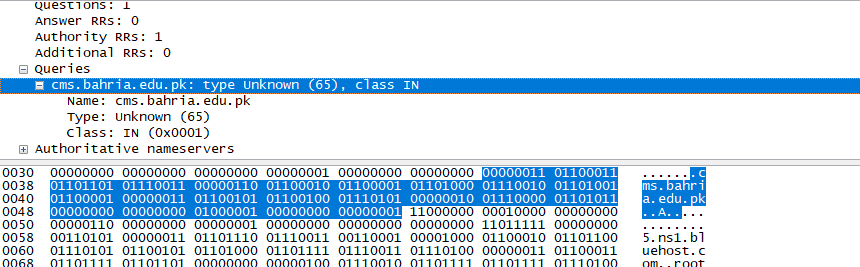 Questions: 1
Answer RRs: 0
Authority RRs: 1
Additional RRs: 0
Queries
cms.bahria.edu.pk: type Unknown (65), class IN
Name: cms.bahria.edu.pk
Type: Unknown (65)
Class: IN (0x0001)
Authoritative nameservers
0030 00000000 00000000 00000000 00000001 00000000 00000000 00000011 01100011 .......c
0038 01101101 01110011 00000110 01100010 01100001 01101000 01110010 01101001 ms.bahri
0040 01100001 00000011 01100101 01100100 01110101 00000010 01110000 01101011 a.edu.pk
0048 00000000 00000000 01000001 00000000 00000001 11000000 00010000 00000000 ..A.....
0050 00000110 00000000 00000001 00000000 00000000 00000000 11011111 00000000 ........
0058 00110101 00000011 01101110 01110011 00110001 00001000 01100010 01101100 5.ns1.bl
0060 01110101 01100101 01101000 01101111 01110011 01110100 00000011 01100011 uehost.c
0068 01101111 01101101 00000000 00000100 01110010 01101111 01101111 01110100 om..root